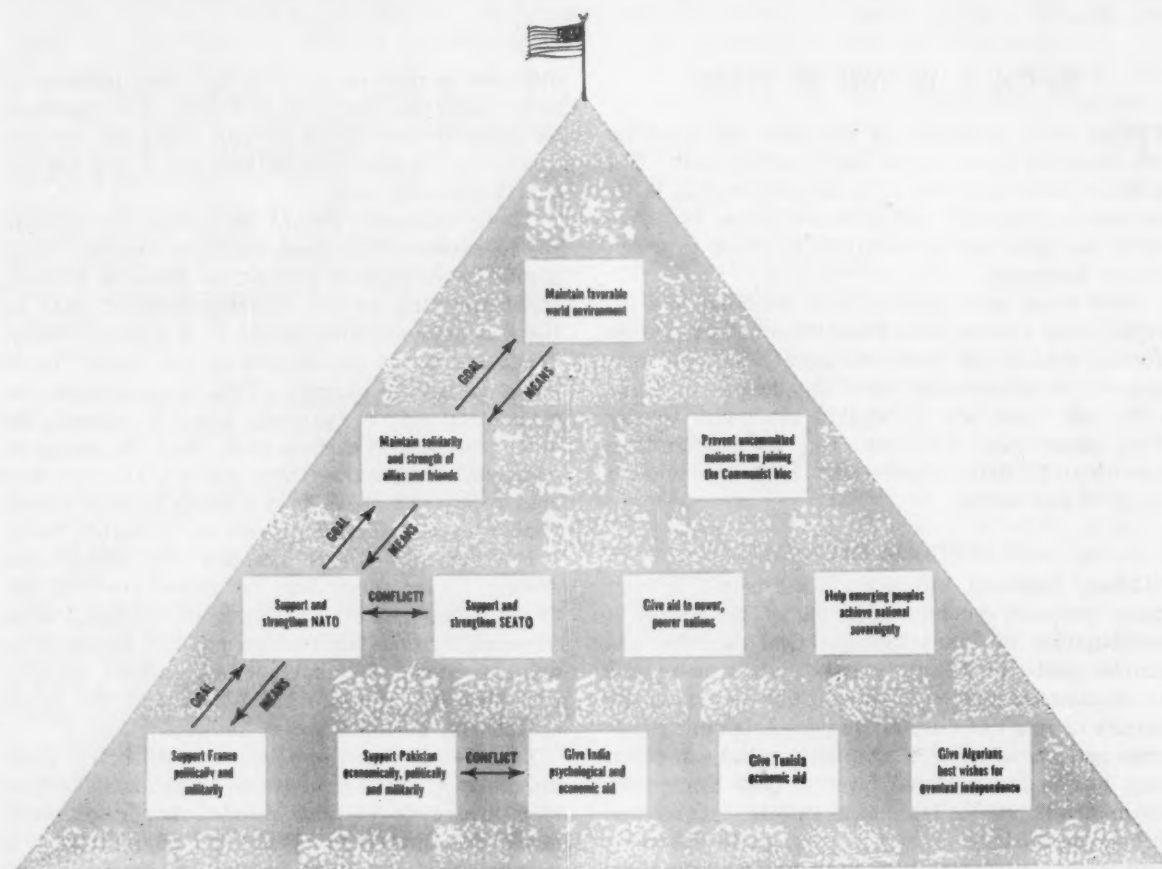 Maintain favorable
world environment
GOAL
MEANS
Maintain solidarity
and strength of
allies and friends
Prevent uncommitted
nations from joining
the Communist bloc
GOAL
MEANS
Support and
strengthen NATO
CONFLICT?
Support and
strengthen SEATO
Give aid to newer,
poorer nations
Help emerging peoples
achieve national
sovereignty
GOAL
MEANS
Support France
politically and
militarily
Support Pakistan
economically, politically
and militarily
CONFLICT
Give India
psychological and
economic aid
Give Tunisia
economic aid
Give Algerians
best wishes for
eventual independence